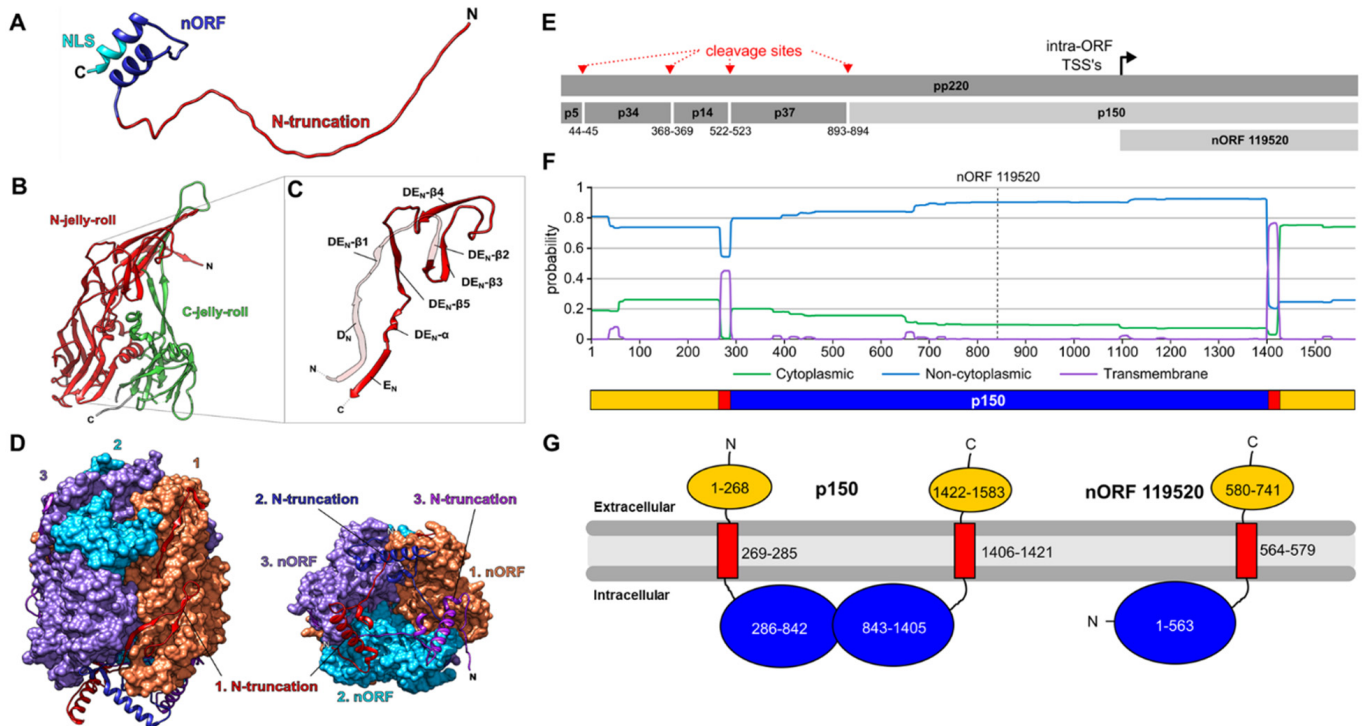 A
NLS
nORF
C
N
N-truncation
B
N-jelly-roll
N
C-jelly-roll
C
C
DEN-β4
DEN-β1
DEN-β2
DEN-β3
DEN-β5
DN
DEN-α
N
EN
C
D
2
3
1
2. N-truncation
3. N-truncation
3. nORF
1. nORF
N
1. N-truncation
2. nORF
E
cleavage sites
intra-ORF
TSS's
pp220
p5 p34 p14 p37 p150
44-45 368-369 522-523 893-894
nORF 119520
F
nORF 119520
probability
1
0.8
0.6
0.4
0.2
0
1 100 200 300 400 500 600 700 800 900 1000 1100 1200 1300 1400 1500
Cytoplasmic Non-cytoplasmic Transmembrane
p150
G
N C C
1-268 p150 1422-1583 nORF 119520 580-741
Extracellular
269-285 1406-1421 564-579
Intracellular
286-842 843-1405 N 1-563